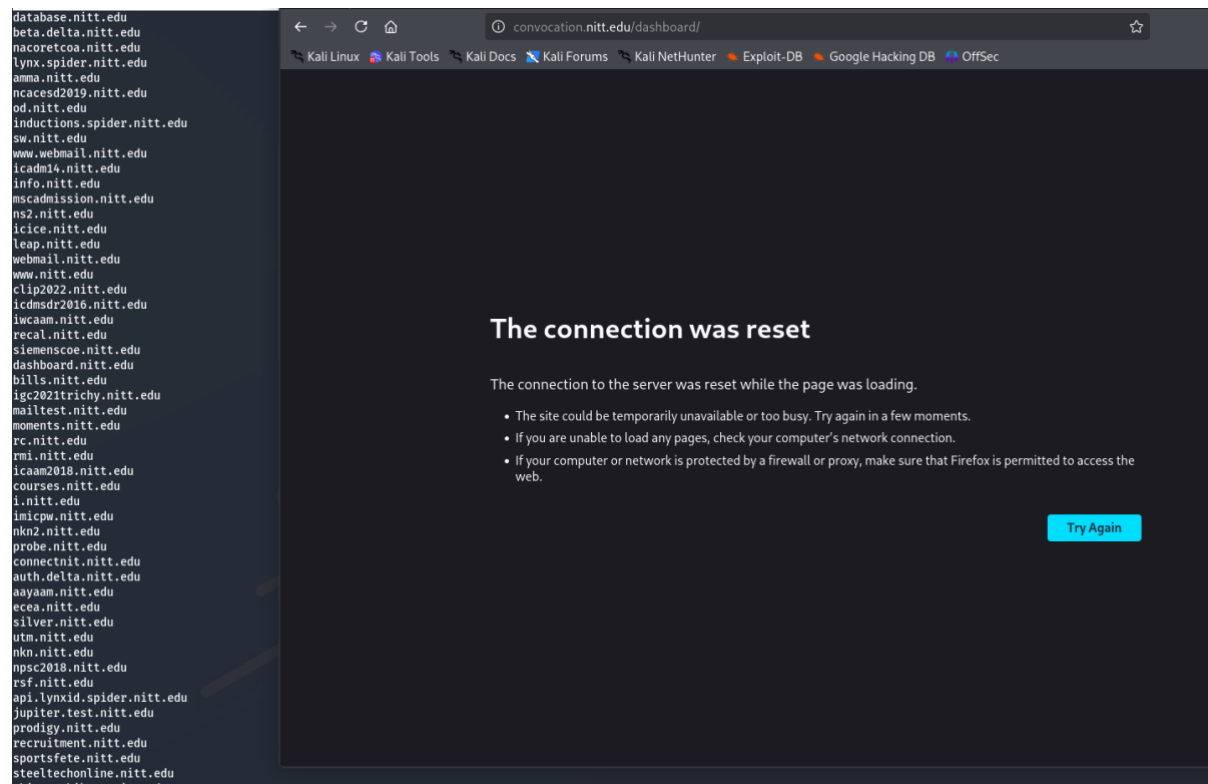 database.nitt.edu
beta.delta.nitt.edu
nacoretcoa.nitt.edu
lynx.spider.nitt.edu
amma.nitt.edu
ncacesd2019.nitt.edu
od.nitt.edu
inductions.spider.nitt.edu
sw.nitt.edu
www.webmail.nitt.edu
icadm14.nitt.edu
info.nitt.edu
mscadmission.nitt.edu
ns2.nitt.edu
icice.nitt.edu
leap.nitt.edu
webmail.nitt.edu
www.nitt.edu
clip2022.nitt.edu
icdmsdr2016.nitt.edu
iwcaam.nitt.edu
recal.nitt.edu
siemenscoe.nitt.edu
dashboard.nitt.edu
bills.nitt.edu
igc2021trichy.nitt.edu
mailtest.nitt.edu
moments.nitt.edu
rc.nitt.edu
rmi.nitt.edu
icaam2018.nitt.edu
courses.nitt.edu
i.nitt.edu
imicpw.nitt.edu
nkn2.nitt.edu
probe.nitt.edu
connectnit.nitt.edu
auth.delta.nitt.edu
aayaam.nitt.edu
ecea.nitt.edu
silver.nitt.edu
utm.nitt.edu
nkn.nitt.edu
npsc2018.nitt.edu
rsf.nitt.edu
api.lynxid.spider.nitt.edu
jupiter.test.nitt.edu
prodigy.nitt.edu
recruitment.nitt.edu
sportsfete.nitt.edu
steeltechonline.nitt.edu
convocation.nitt.edu/dashboard/
Kali Linux Kali Tools Kali Docs Kali Forums Kali NetHunter Exploit-DB Google Hacking DB OffSec
The connection was reset
The connection to the server was reset while the page was loading.
• The site could be temporarily unavailable or too busy. Try again in a few moments.
• If you are unable to load any pages, check your computer's network connection.
• If your computer or network is protected by a firewall or proxy, make sure that Firefox is permitted to access the
web.
Try Again